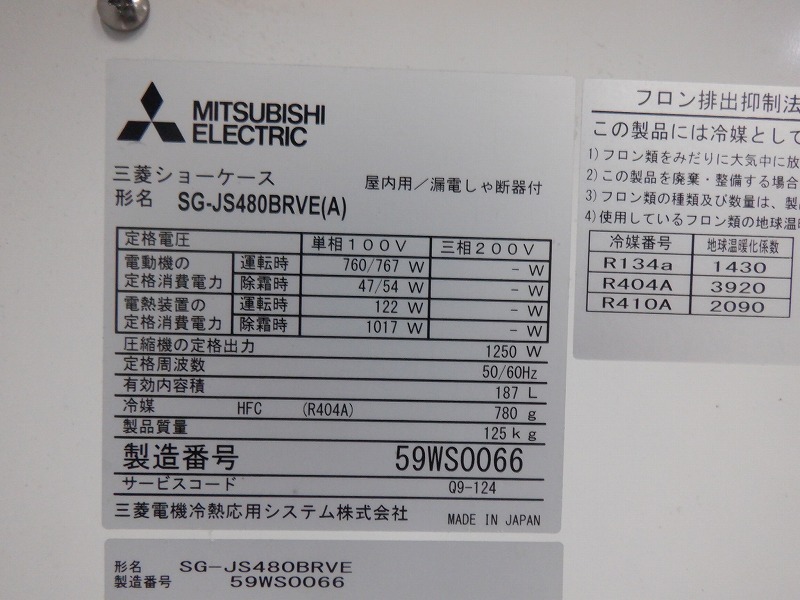 MITSUBISHI
ELECTRIC
三菱ショーケース 屋内用／漏電しゃ断器付
形名 SG-JS480BRVE(A)
定格電圧 単相100V 三相200V
電動機の 運転時 760/767 W － W
定格消費電力 除霜時 47/54 W － W
電熱装置の 運転時 122 W － W
定格消費電力 除霜時 1017 W － W
圧縮機の定格出力 1250 W
定格周波数 50/60Hz
有効内容積 187 L
冷媒 HFC (R404A) 780 g
製品質量 125kg
製造番号 59WS0066
サービスコード Q9-124
三菱電機冷熱応用システム株式会社 MADE IN JAPAN
形名 SG-JS480BRVE
製造番号 59WS0066
フロン排出抑制法
この製品には冷媒として
1)フロン類をみだりに大気中に放
2)この製品を廃棄・整備する場合
3)フロン類の種類及び数量は、製
4)使用しているフロン類の地球温
冷媒番号 地球温暖化係数
R134a 1430
R404A 3920
R410A 2090